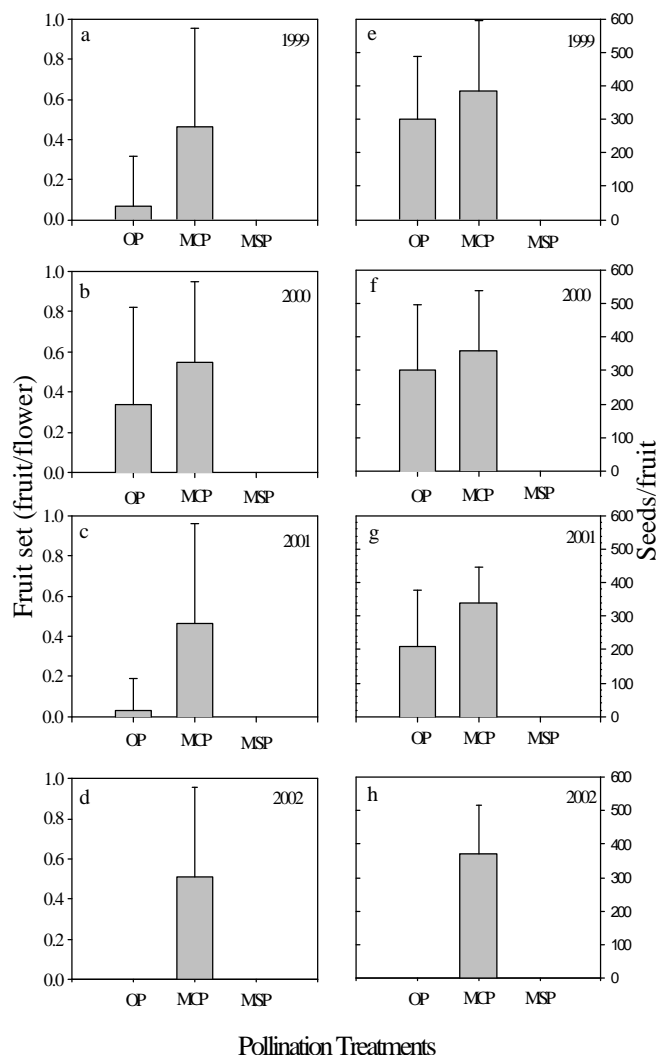 a 1999
1.0
0.8
0.6
0.4
0.2
0.0
OP MCP MSP
e 1999
600
500
400
300
200
100
0
OP MCP MSP
b 2000
1.0
0.8
0.6
0.4
0.2
0.0
OP MCP MSP
f 2000
600
500
400
300
200
100
0
OP MCP MSP
Fruit set (fruit/flower)
Seeds/fruit
c 2001
1.0
0.8
0.6
0.4
0.2
0.0
OP MCP MSP
g 2001
600
500
400
300
200
100
0
OP MCP MSP
d 2002
1.0
0.8
0.6
0.4
0.2
0.0
OP MCP MSP
h 2002
600
500
400
300
200
100
0
OP MCP MSP
Pollination Treatments